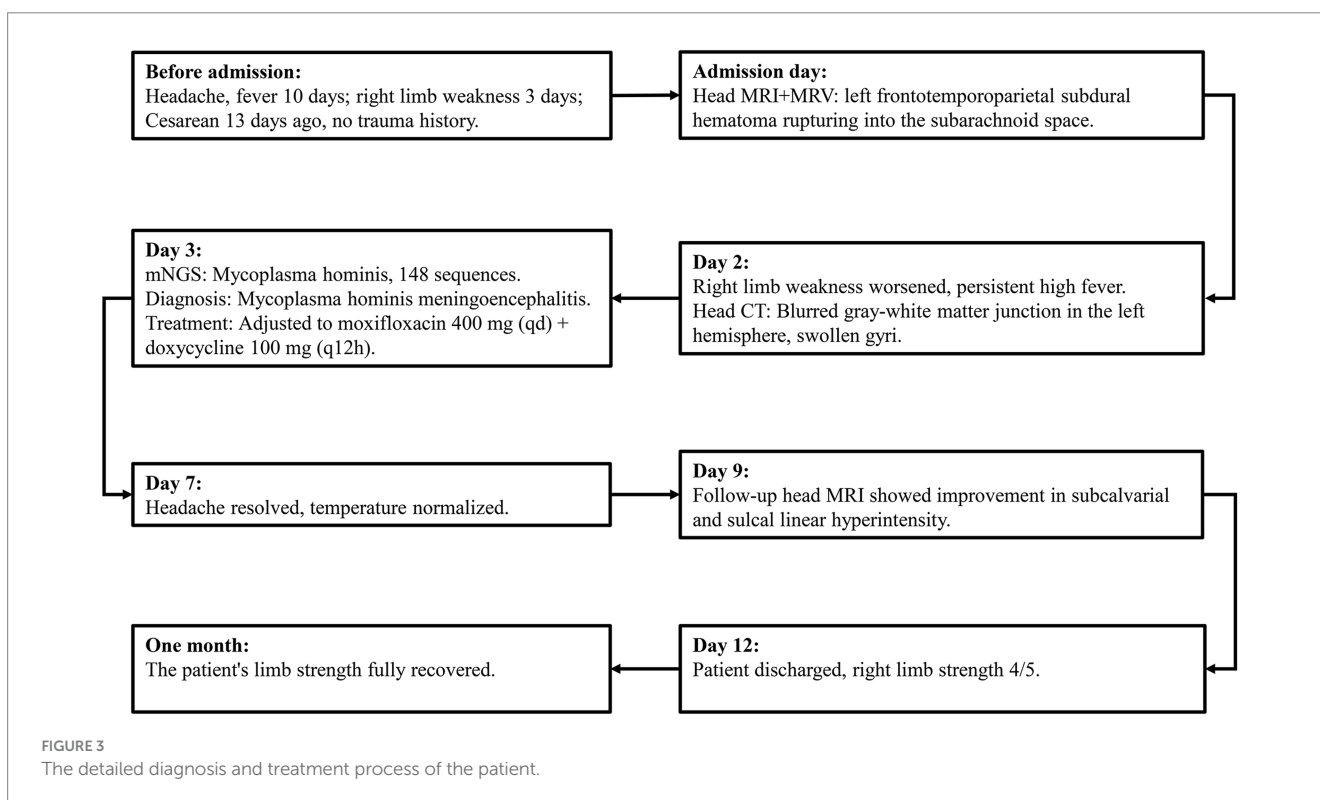 Before admission:
Headache, fever 10 days; right limb weakness 3 days;
Cesarean 13 days ago, no trauma history.
Admission day:
Head MRI+MRV: left frontotemporoparietal subdural
hematoma rupturing into the subarachnoid space.
Day 2:
Right limb weakness worsened, persistent high fever.
Head CT: Blurred gray-white matter junction in the left
hemisphere, swollen gyri.
Day 3:
mNGS: Mycoplasma hominis, 148 sequences.
Diagnosis: Mycoplasma hominis meningoencephalitis.
Treatment: Adjusted to moxifloxacin 400 mg (qd) +
doxycycline 100 mg (q12h).
Day 7:
Headache resolved, temperature normalized.
Day 9:
Follow-up head MRI showed improvement in subcalvarial
and sulcal linear hyperintensity.
Day 12:
Patient discharged, right limb strength 4/5.
One month:
The patient's limb strength fully recovered.
FIGURE 3
The detailed diagnosis and treatment process of the patient.